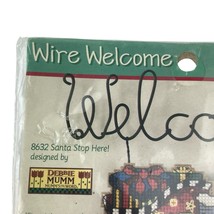 Wire Welcome
Welco
8632 Santa Stop Here!
designed by
DEBBIE
MUMM